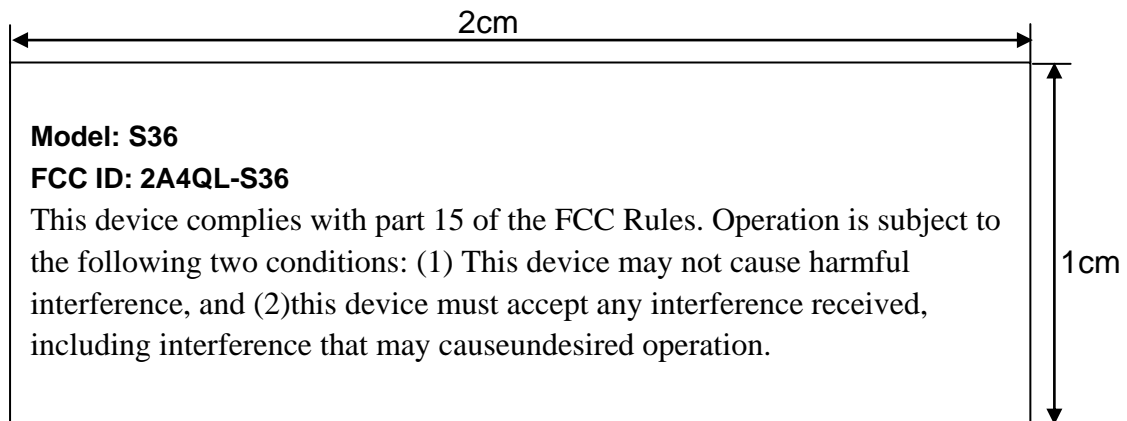 2cm
Model: S36
FCC ID: 2A4QL-S36
This device complies with part 15 of the FCC Rules. Operation is subject to
the following two conditions: (1) This device may not cause harmful
interference, and (2)this device must accept any interference received,
including interference that may causeundesired operation.
1cm